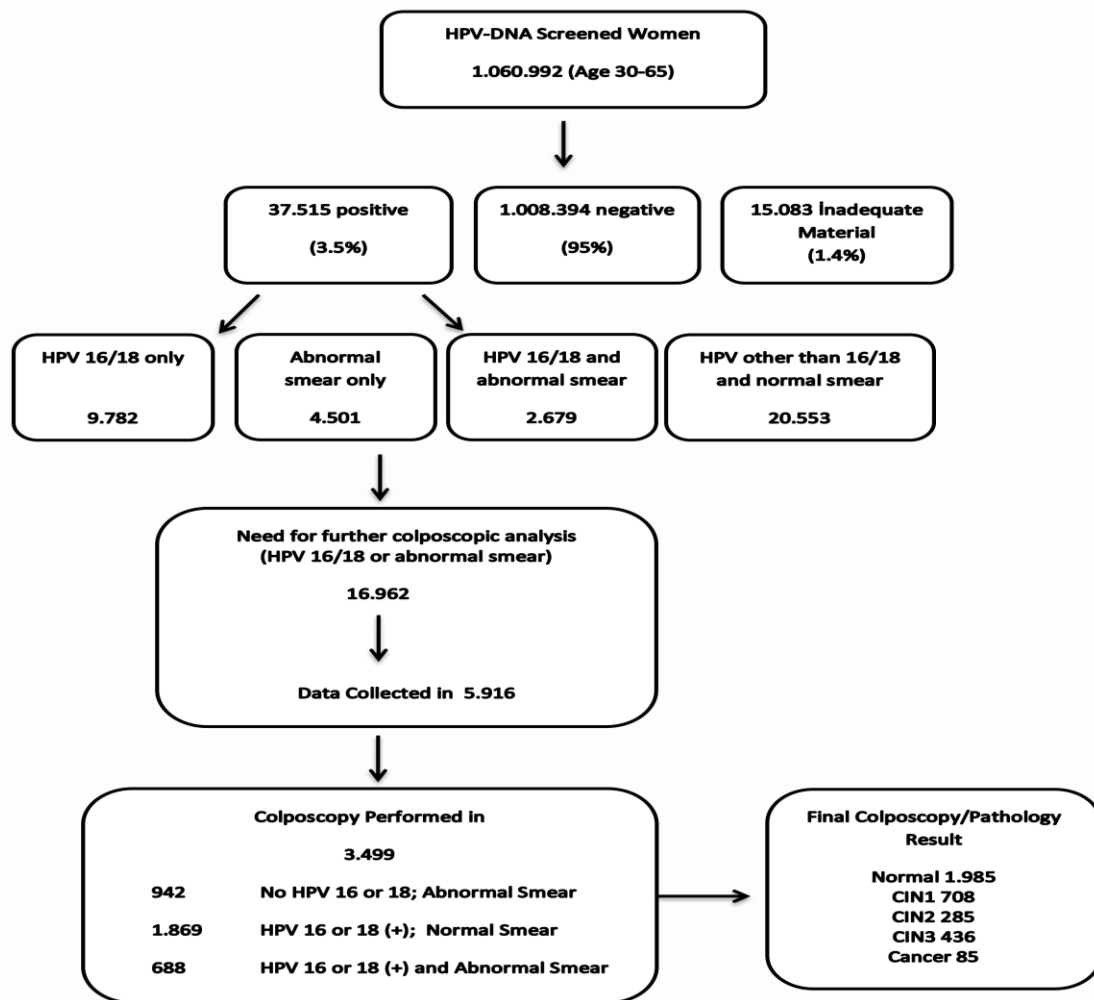 HPV-DNA Screened Women
1.060.992 (Age 30-65)
37.515 positive
(3.5%)
1.008.394 negative
(95%)
15.083 İnadequate
Material
(1.4%)
HPV 16/18 only
9.782
Abnormal
smear only
4.501
HPV 16/18 and
abnormal smear
2.679
HPV other than 16/18
and normal smear
20.553
Need for further colposcopic analysis
(HPV 16/18 or abnormal smear)
16.962
Data Collected in 5.916
Colposcopy Performed in
3.499
942 No HPV 16 or 18; Abnormal Smear
1.869 HPV 16 or 18 (+); Normal Smear
688 HPV 16 or 18 (+) and Abnormal Smear
Final Colposcopy/Pathology
Result
Normal 1.985
CIN1 708
CIN2 285
CIN3 436
Cancer 85